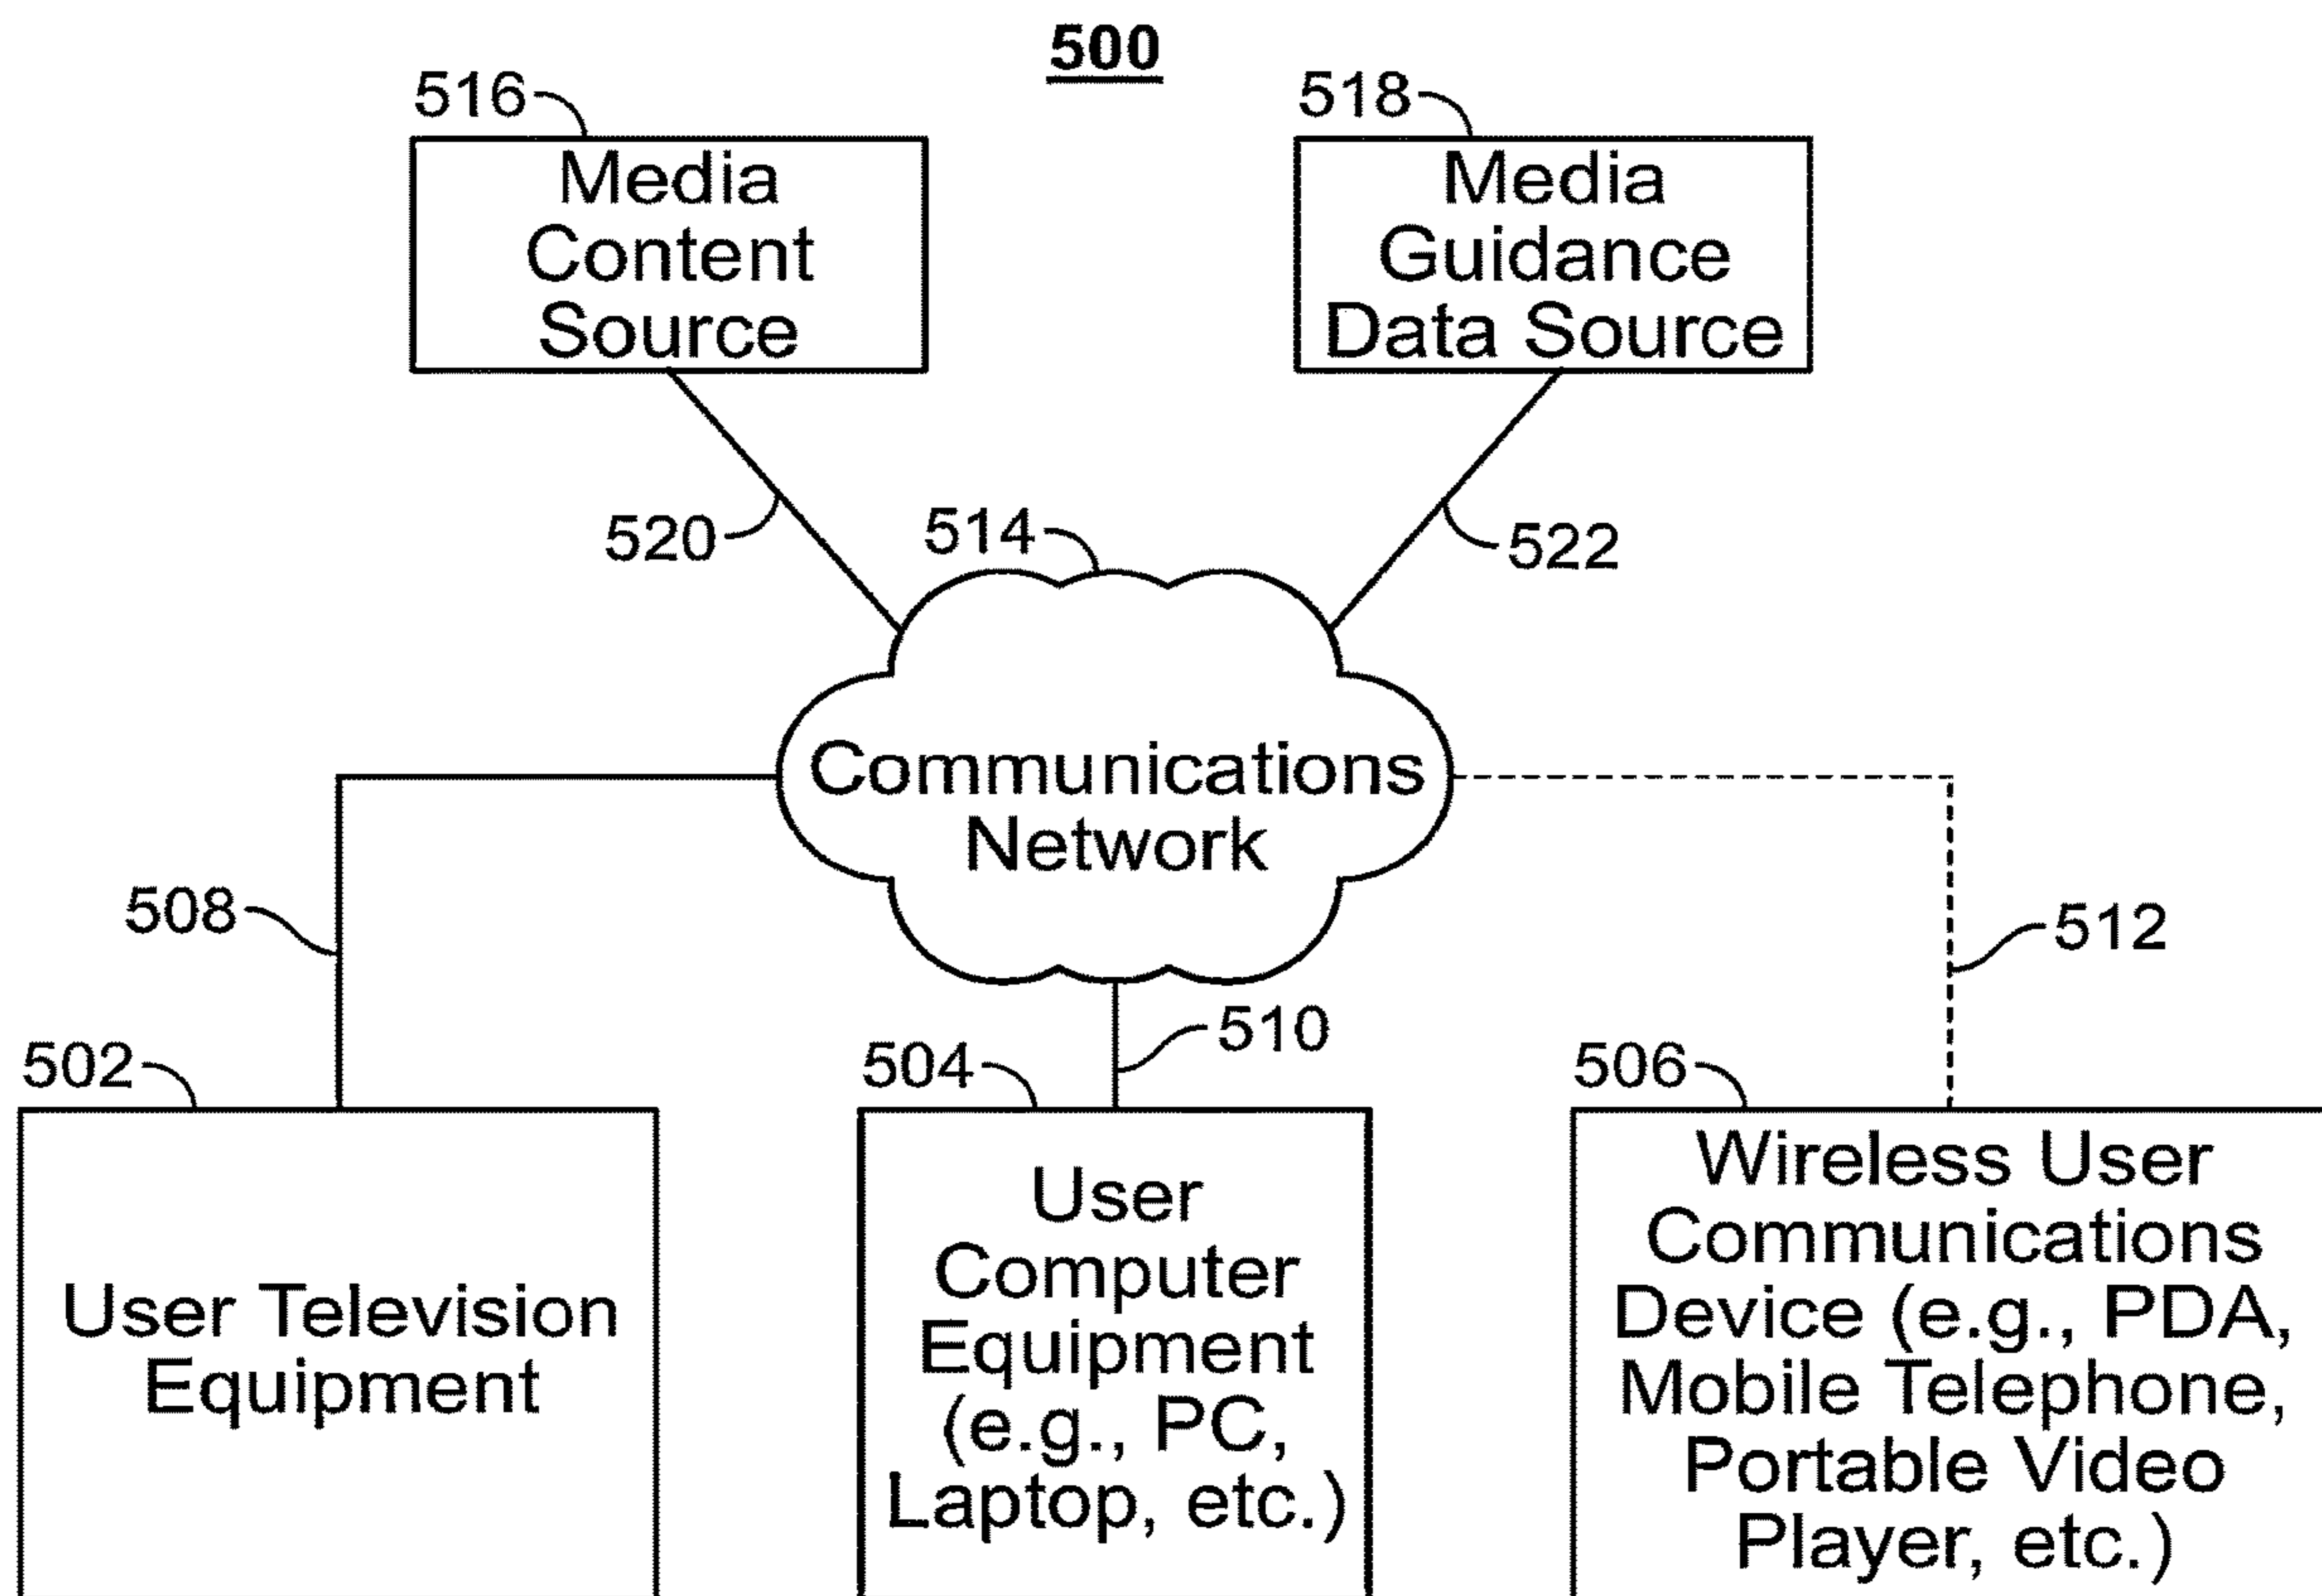 500
516
518
Media
Content
Source
Media
Guidance
Data Source
520
514
522
Communications
Network
508
512
510
502
504
506
User Television
Equipment
User
Computer
Equipment
(e.g., PC,
Laptop, etc.)
Wireless User
Communications
Device (e.g., PDA,
Mobile Telephone,
Portable Video
Player, etc.)